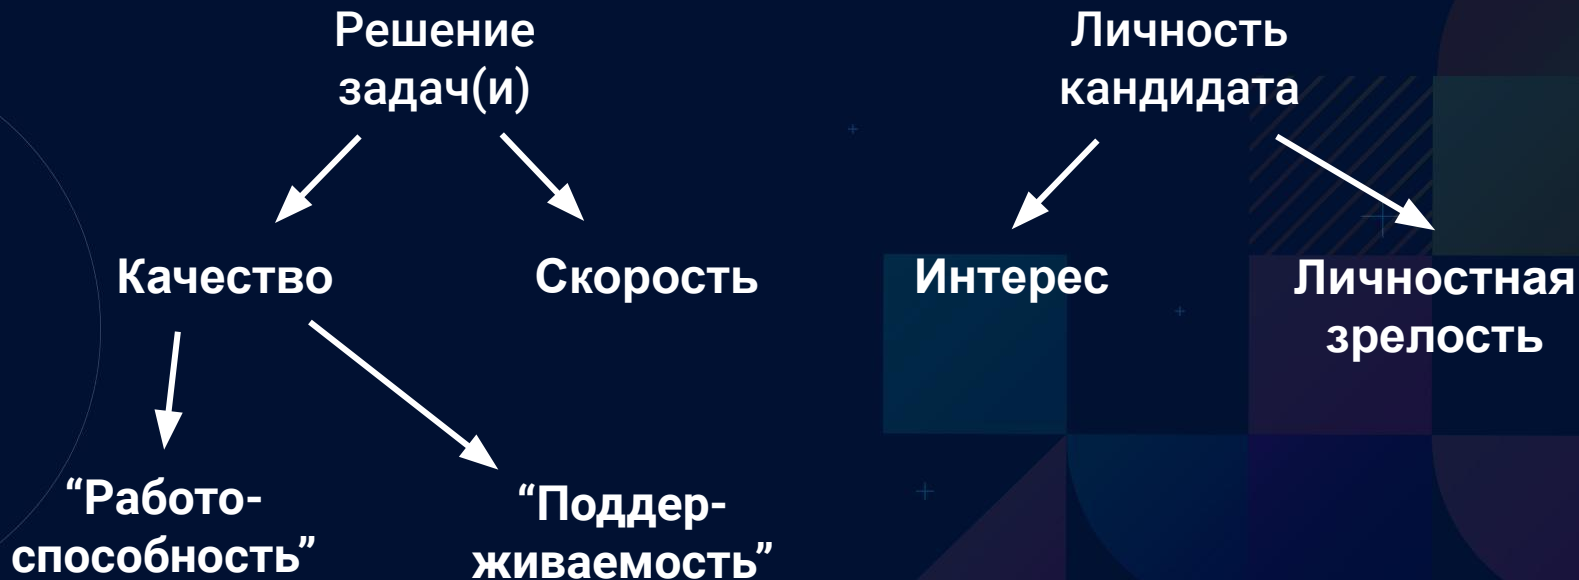 Решение
задач(и)
Личность
кандидата
Качество
Скорость
Интерес
Личностная
зрелость
“Работо-
способность”
“Поддер-
живаемость”